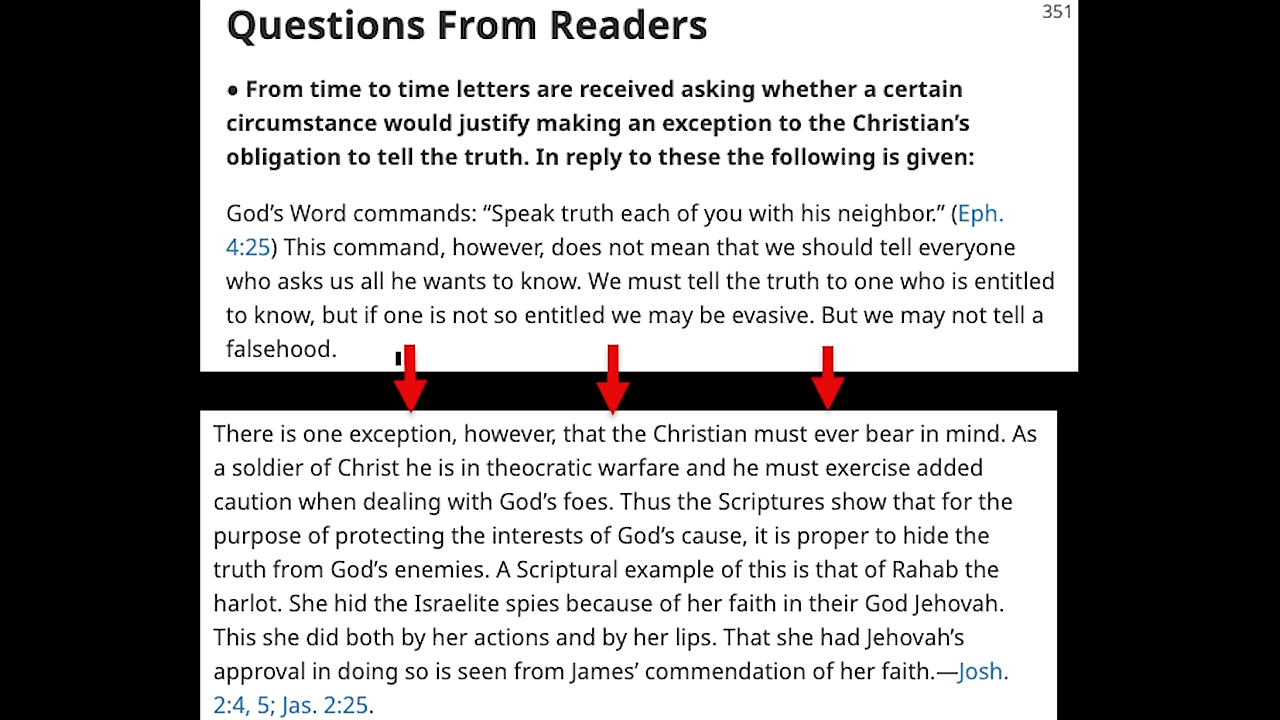 351
Questions From Readers
● From time to time letters are received asking whether a certain
circumstance would justify making an exception to the Christian’s
obligation to tell the truth. In reply to these the following is given:
God’s Word commands: “Speak truth each of you with his neighbor.” (Eph.
4:25) This command, however, does not mean that we should tell everyone
who asks us all he wants to know. We must tell the truth to one who is entitled
to know, but if one is not so entitled we may be evasive. But we may not tell a
falsehood.
There is one exception, however, that the Christian must ever bear in mind. As
a soldier of Christ he is in theocratic warfare and he must exercise added
caution when dealing with God’s foes. Thus the Scriptures show that for the
purpose of protecting the interests of God’s cause, it is proper to hide the
truth from God’s enemies. A Scriptural example of this is that of Rahab the
harlot. She hid the Israelite spies because of her faith in their God Jehovah.
This she did both by her actions and by her lips. That she had Jehovah’s
approval in doing so is seen from James’ commendation of her faith.—Josh.
2:4, 5; Jas. 2:25.